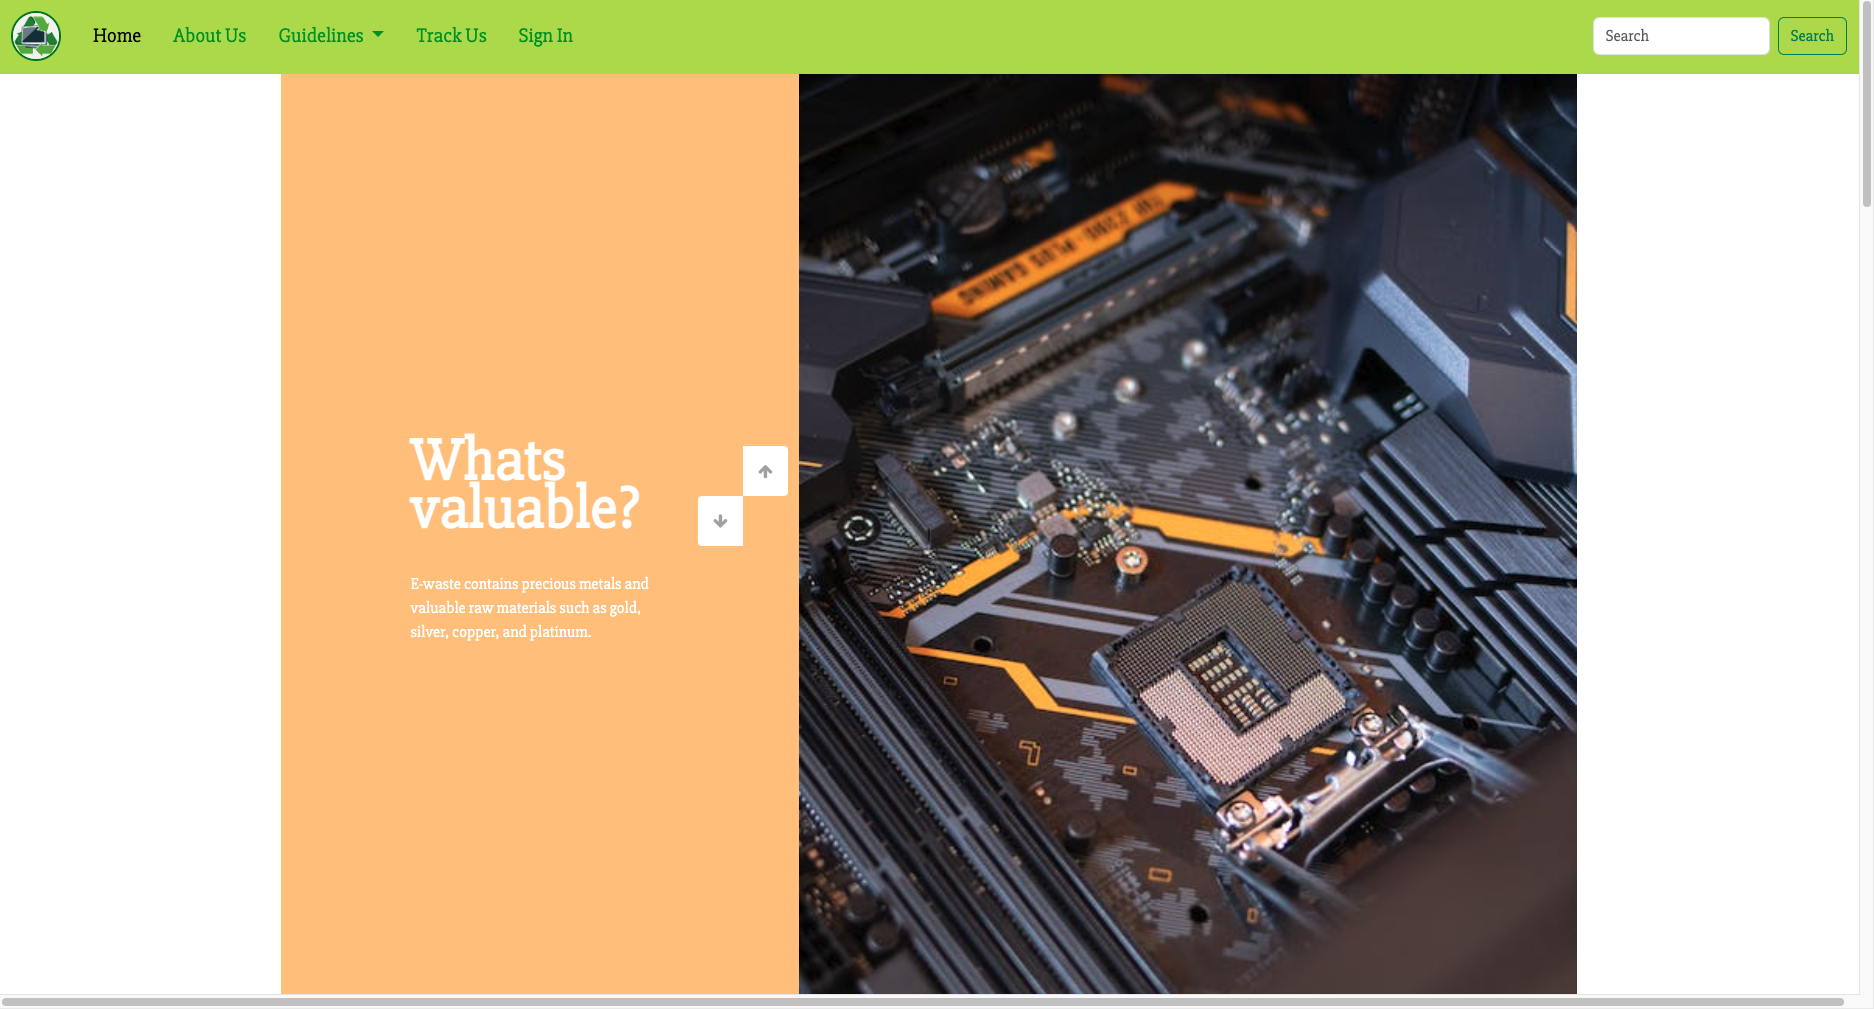 Home
About Us
Guidelines
Track Us
Sign In
Search
Search
Whats
valuable?
E-waste contains precious metals and
valuable raw materials such as gold,
silver, copper, and platinum.